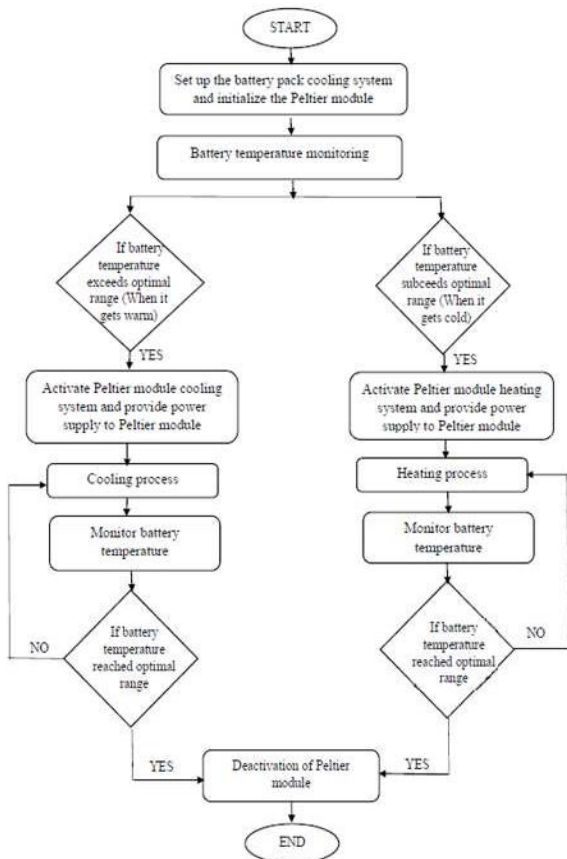 START
Set up the battery pack cooling system
and initialize the Peltier module
Battery temperature monitoring
If battery
temperature
exceeds optimal
range (When it
gets warm)
If battery
temperature
subceeds optimal
range (When it
gets cold)
YES
YES
Activate Peltier module cooling
system and provide power
supply to Peltier module
Activate Peltier module heating
system and provide power
supply to Peltier module
Cooling process
Heating process
Monitor battery
temperature
Monitor battery
temperature
If battery
temperature
reached optimal
range
NO
If battery
temperature
reached optimal
range
NO
YES
YES
Deactivation of Peltier
module
END